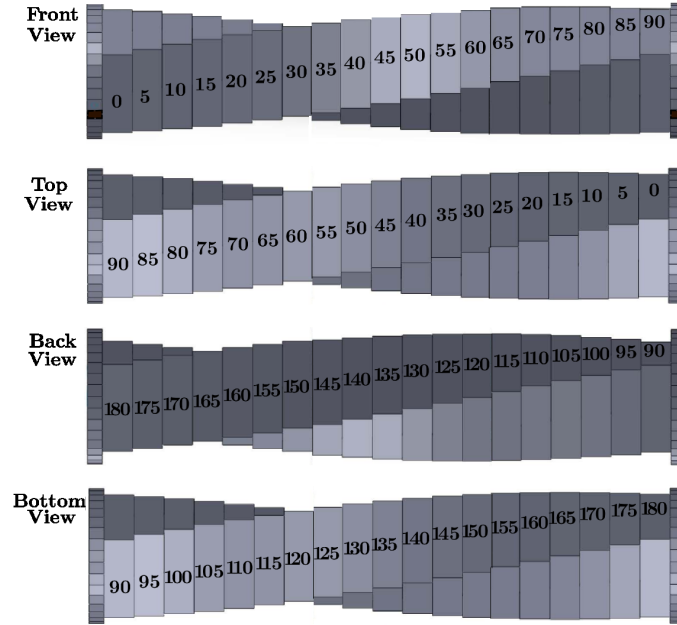 Front
View
0 5 10 15 20 25 30 35 40 45 50 55 60 65 70 75 80 85 90
Top
View
90 85 80 75 70 65 60 55 50 45 40 35 30 25 20 15 10 5 0
Back
View
180 175 170 165 160 155 150 145 140 135 130 125 120 115 110 105 100 95 90
Bottom
View
90 95 100 105 110 115 120 125 130 135 140 145 150 155 160 165 170 175 180